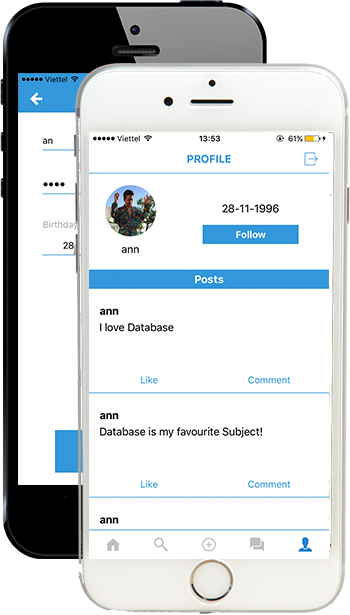 Viettel
an
••••
Birthday
28
Viettel 13:53 61%
PROFILE
28-11-1996
Follow
ann
Posts
ann
I love Database
Like Comment
ann
Database is my favourite Subject!
Like Comment
ann